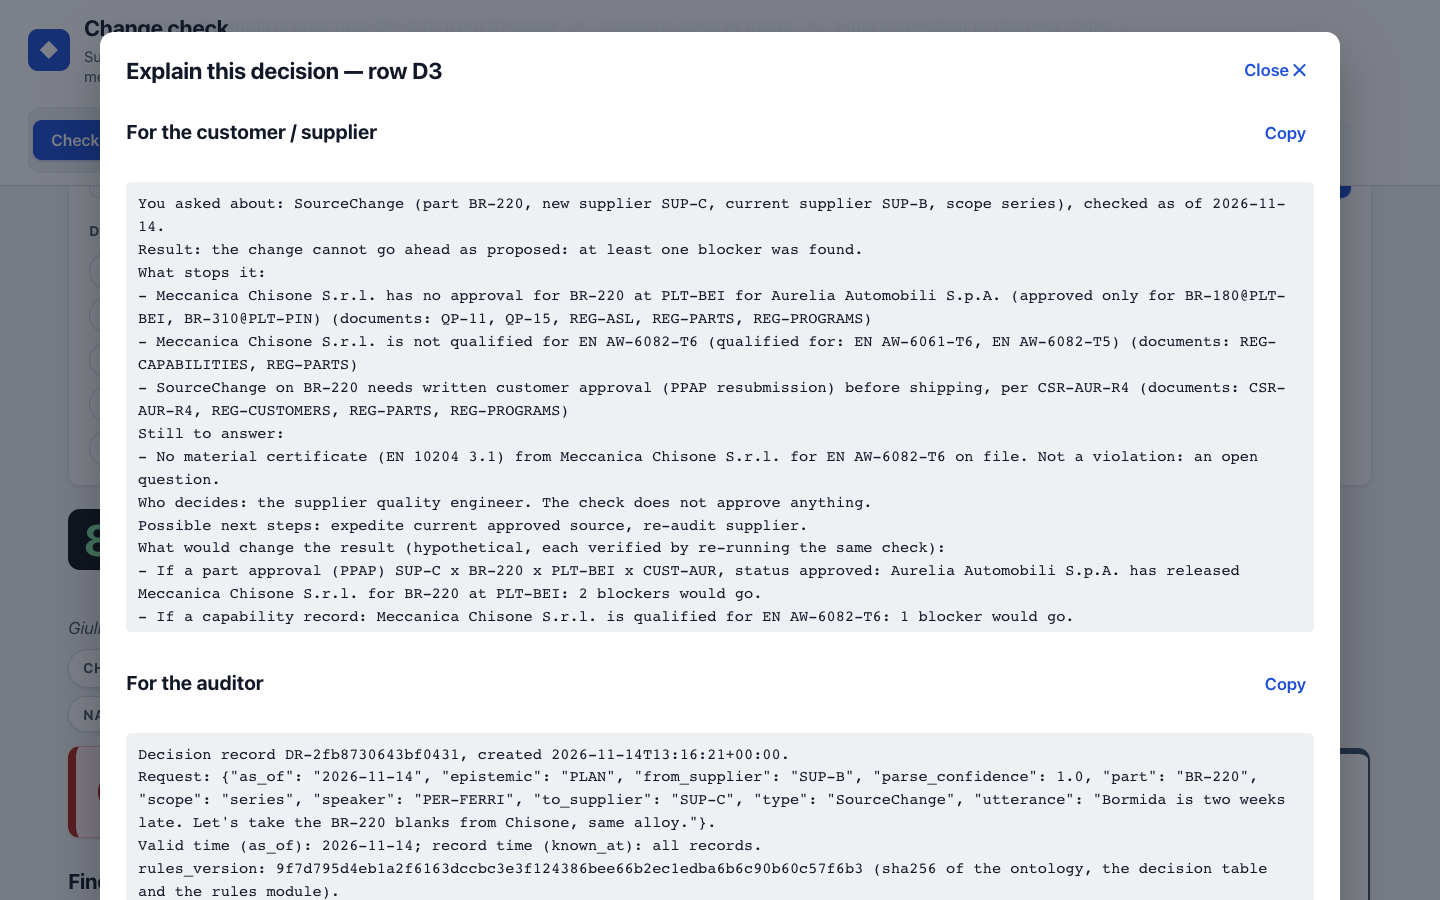 Change check
Su
me
Check
Explain this decision — row D3
Close ✕
For the customer / supplier
Copy
You asked about: SourceChange (part BR-220, new supplier SUP-C, current supplier SUP-B, scope series), checked as of 2026-11-
14.
Result: the change cannot go ahead as proposed: at least one blocker was found.
What stops it:
- Meccanica Chisone S.r.l. has no approval for BR-220 at PLT-BEI for Aurelia Automobili S.p.A. (approved only for BR-180@PLT-
BEI, BR-310@PLT-PIN) (documents: QP-11, QP-15, REG-ASL, REG-PARTS, REG-PROGRAMS)
- Meccanica Chisone S.r.l. is not qualified for EN AW-6082-T6 (qualified for: EN AW-6061-T6, EN AW-6082-T5) (documents: REG-
CAPABILITIES, REG-PARTS)
- SourceChange on BR-220 needs written customer approval (PPAP resubmission) before shipping, per CSR-AUR-R4 (documents: CSR-
AUR-R4, REG-CUSTOMERS, REG-PARTS, REG-PROGRAMS)
Still to answer:
- No material certificate (EN 10204 3.1) from Meccanica Chisone S.r.l. for EN AW-6082-T6 on file. Not a violation: an open
question.
Who decides: the supplier quality engineer. The check does not approve anything.
Possible next steps: expedite current approved source, re-audit supplier.
What would change the result (hypothetical, each verified by re-running the same check):
- If a part approval (PPAP) SUP-C x BR-220 x PLT-BEI x CUST-AUR, status approved: Aurelia Automobili S.p.A. has released
Meccanica Chisone S.r.l. for BR-220 at PLT-BEI: 2 blockers would go.
- If a capability record: Meccanica Chisone S.r.l. is qualified for EN AW-6082-T6: 1 blocker would go.
For the auditor
Copy
Decision record DR-2fb8730643bf0431, created 2026-11-14T13:16:21+00:00.
Request: {"as_of": "2026-11-14", "epistemic": "PLAN", "from_supplier": "SUP-B", "parse_confidence": 1.0, "part": "BR-220",
"scope": "series", "speaker": "PER-FERRI", "to_supplier": "SUP-C", "type": "SourceChange", "utterance": "Bormida is two weeks
late. Let's take the BR-220 blanks from Chisone, same alloy."}.
Valid time (as_of): 2026-11-14; record time (known_at): all records.
rules_version: 9f7d795d4eb1a2f6163dccbc3e3f124386bee66b2ec1edba6b6c90b60c57f6b3 (sha256 of the ontology, the decision table
and the rules module).
D
Giuli
CH
NA
Find